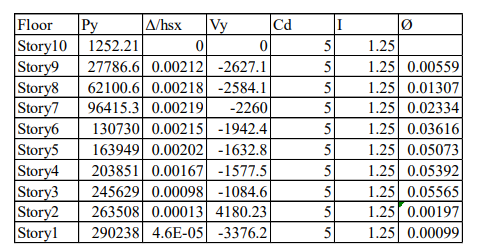 Floor Py Δ/hsx Vy Cd I Ø
Story10 1252.21 0 0 5 1.25
Story9 27786.6 0.00212 -2627.1 5 1.25 0.00559
Story8 62100.6 0.00218 -2584.1 5 1.25 0.01307
Story7 96415.3 0.00219 -2260 5 1.25 0.02334
Story6 130730 0.00215 -1942.4 5 1.25 0.03616
Story5 163949 0.00202 -1632.8 5 1.25 0.05073
Story4 203851 0.00167 -1577.5 5 1.25 0.05392
Story3 245629 0.00098 -1084.6 5 1.25 0.05565
Story2 263508 0.00013 4180.23 5 1.25 0.00197
Story1 290238 4.6E-05 -3376.2 5 1.25 0.00099